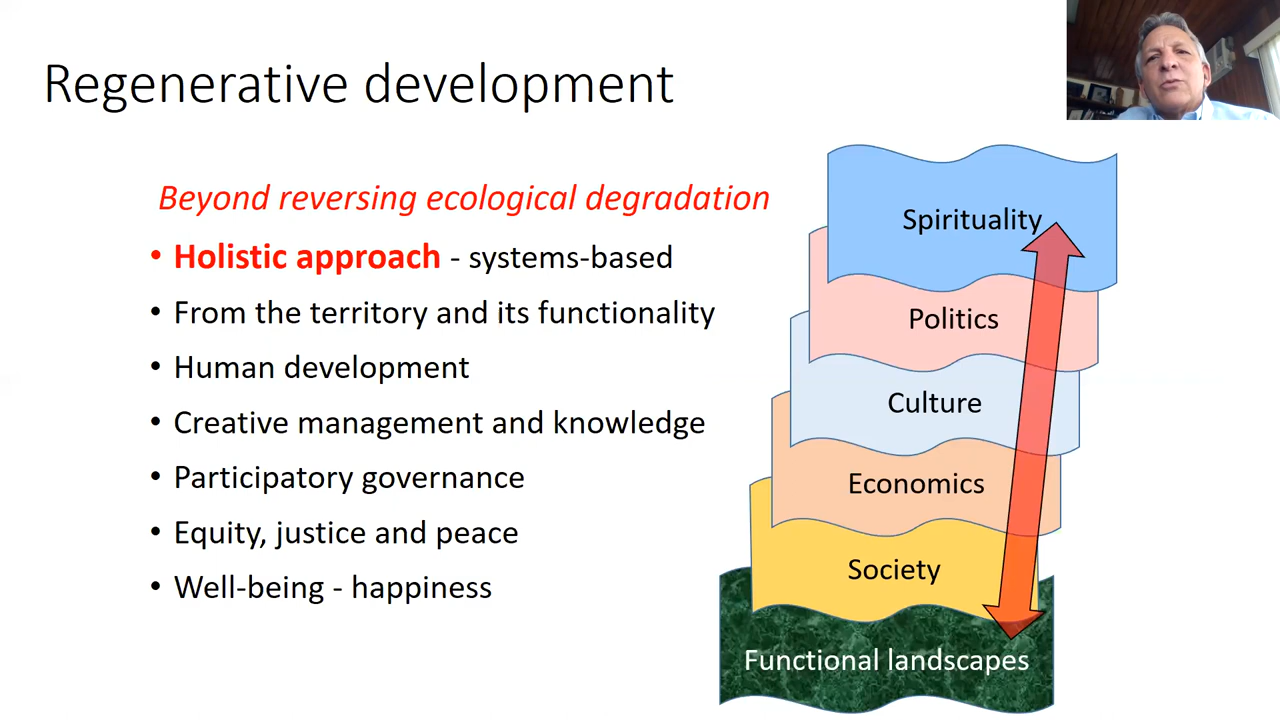 Regenerative development
Beyond reversing ecological degradation
• Holistic approach - systems-based
• From the territory and its functionality
• Human development
• Creative management and knowledge
• Participatory governance
• Equity, justice and peace
• Well-being - happiness
Spirituality
Politics
Culture
Economics
Society
Functional landscapes